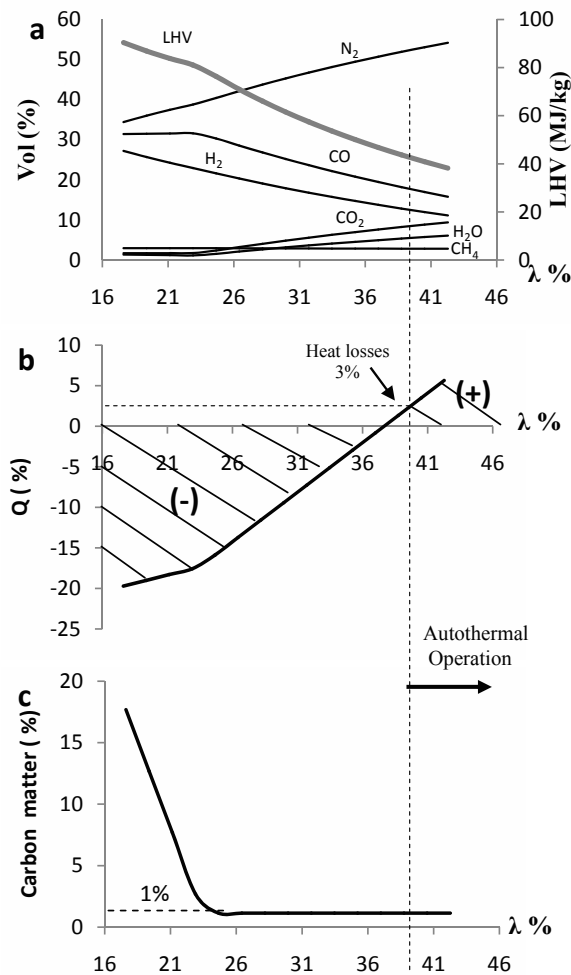 a
Vol (%)
60
50
40
30
20
10
0
LHV
N2
H2
CO
CO2
H2O
CH4
100
80
60
40
20
0
LHV (MJ/kg)
λ %
16 21 26 31 36 41 46
b
Q ( %)
10
5
0
-5
-10
-15
-20
-25
Heat losses
3%
(+)
λ %
16 21 26 31 36 41 46
(-)
Autothermal
Operation
c
Carbon matter ( %)
20
15
10
5
0
1%
λ %
16 21 26 31 36 41 46